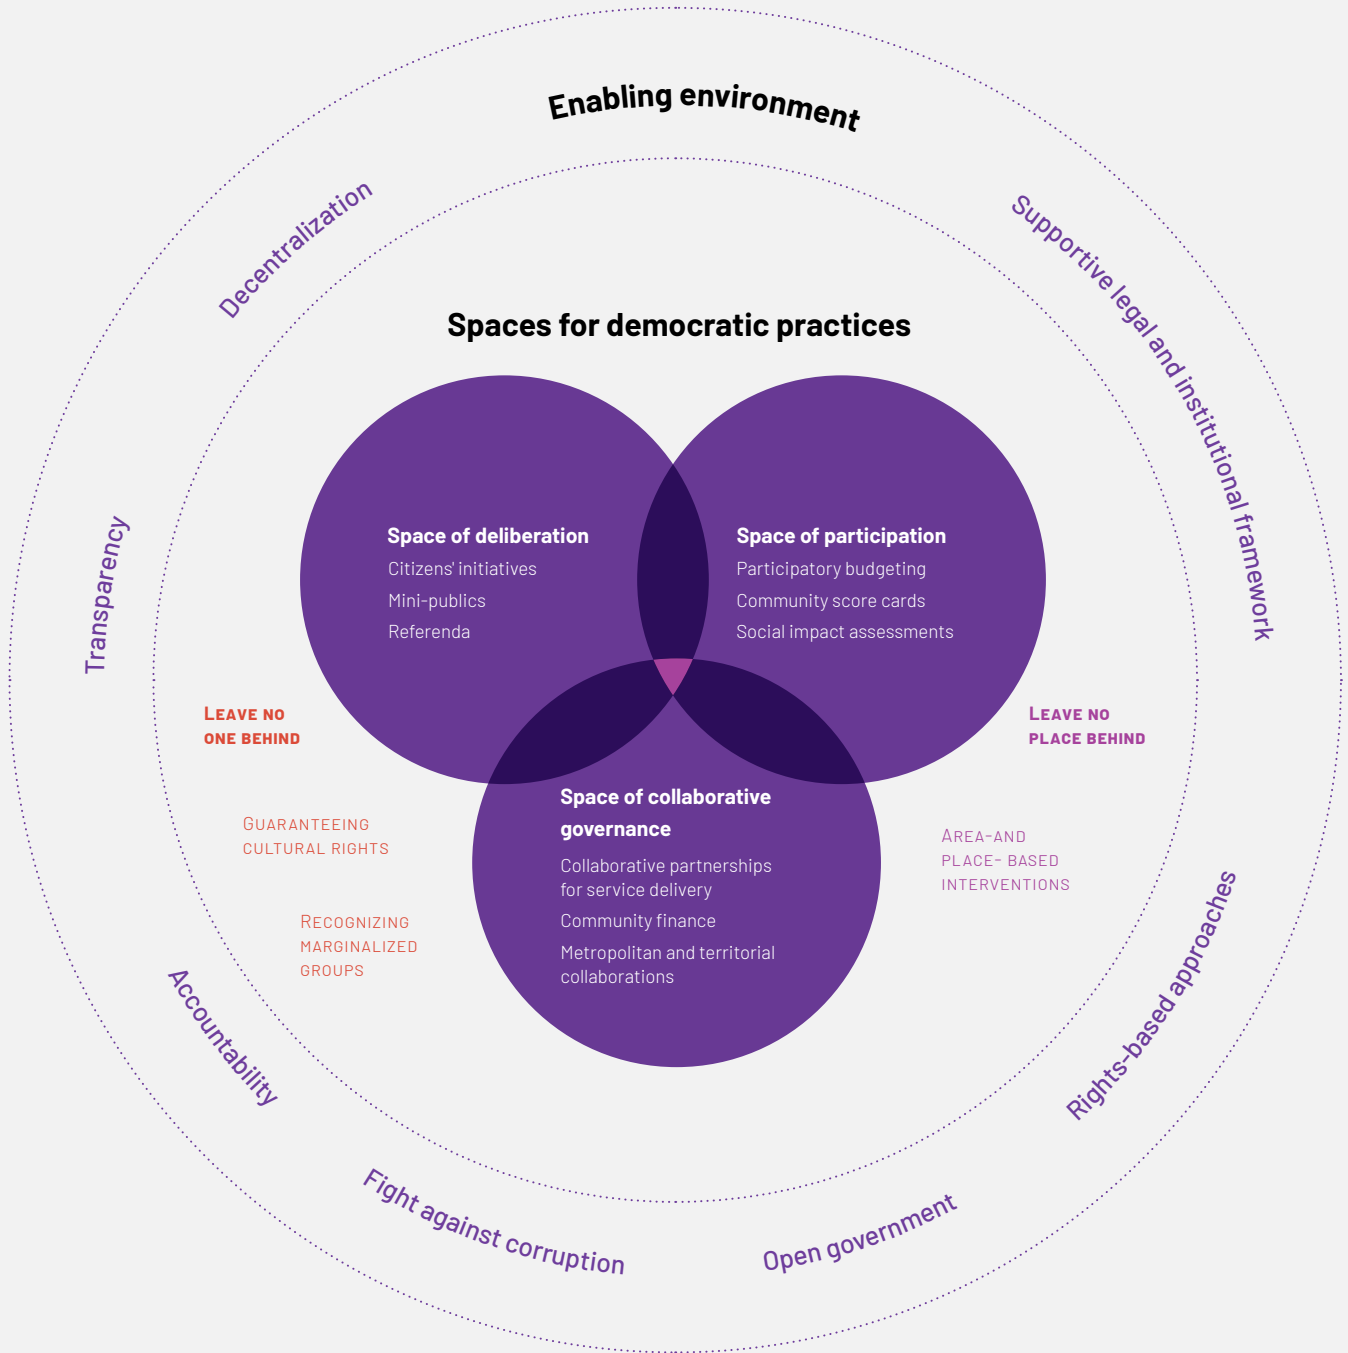 Enabling environment
Decentralization
Supportive legal and institutional framework
Spaces for democratic practices
Transparency
Space of deliberation
Citizens' initiatives
Mini-publics
Referenda
Space of participation
Participatory budgeting
Community score cards
Social impact assessments
LEAVE NO
ONE BEHIND
LEAVE NO
PLACE BEHIND
Space of collaborative
governance
Collaborative partnerships
for service delivery
Community finance
Metropolitan and territorial
collaborations
GUARANTEEING
CULTURAL RIGHTS
RECOGNIZING
MARGINALIZED
GROUPS
AREA-AND
PLACE- BASED
INTERVENTIONS
Accountability
Rights-based approaches
Fight against corruption
Open government